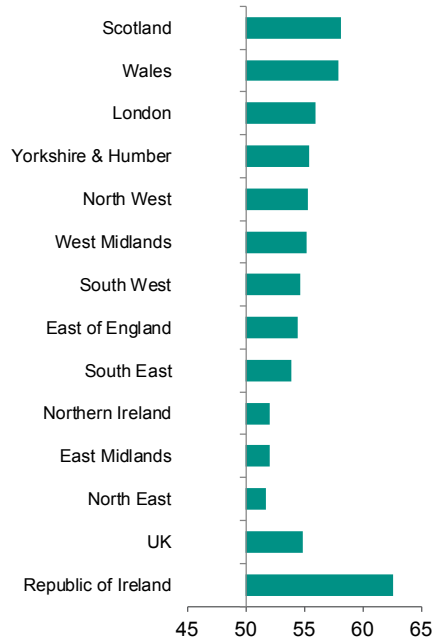 Scotland
Wales
London
Yorkshire & Humber
North West
West Midlands
South West
East of England
South East
Northern Ireland
East Midlands
North East
UK
Republic of Ireland
45 50 55 60 65